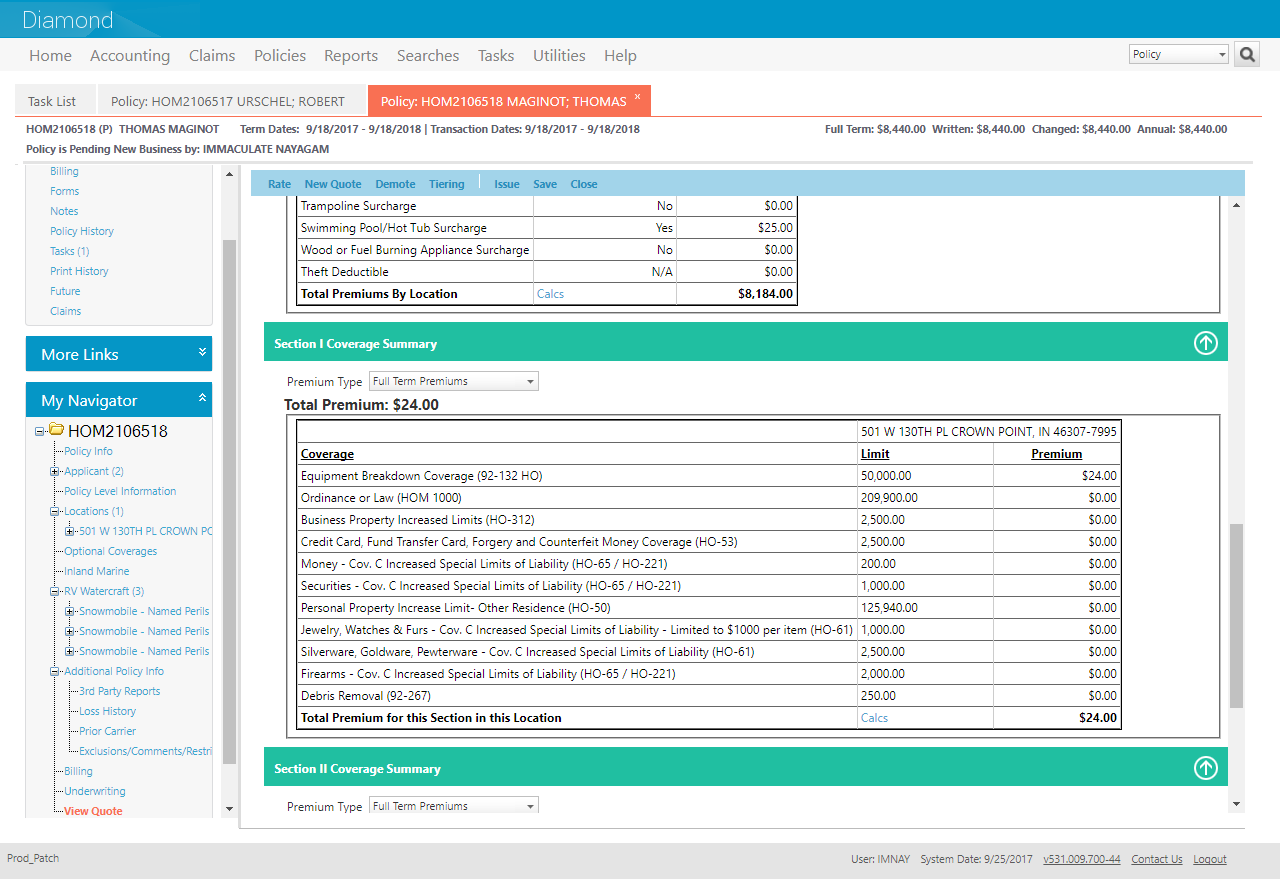 Diamond
Home Accounting Claims Policies Reports Searches Tasks Utilities Help Policy
Task List Policy: HOM2106517 URSCHEL; ROBERT Policy: HOM2106518 MAGINOT; THOMAS x
HOM2106518 (P) THOMAS MAGINOT Term Dates: 9/18/2017 - 9/18/2018 | Transaction Dates: 9/18/2017 - 9/18/2018 Full Term: $8,440.00 Written: $8,440.00 Changed: $8,440.00 Annual: $8,440.00
Policy is Pending New Business by: IMMACULATE NAYAGAM
Billing
Forms
Notes
Policy History
Tasks (1)
Print History
Future
Claims
More Links
My Navigator
HOM2106518
Policy Info
Applicant (2)
Policy Level Information
Locations (1)
501 W 130TH PL CROWN PC
Optional Coverages
Inland Marine
RV Watercraft (3)
Snowmobile - Named Perils
Snowmobile - Named Perils
Snowmobile - Named Perils
Additional Policy Info
3rd Party Reports
Loss History
Prior Carrier
Exclusions/Comments/Restri
Billing
Underwriting
View Quote
Rate New Quote Demote Tiering Issue Save Close
Trampoline Surcharge No $0.00
Swimming Pool/Hot Tub Surcharge Yes $25.00
Wood or Fuel Burning Appliance Surcharge No $0.00
Theft Deductible N/A $0.00
Total Premiums By Location Calcs $8,184.00
Section I Coverage Summary
Premium Type Full Term Premiums
Total Premium: $24.00
501 W 130TH PL CROWN POINT, IN 46307-7995
Coverage Limit Premium
Equipment Breakdown Coverage (92-132 HO) 50,000.00 $24.00
Ordinance or Law (HOM 1000) 209,900.00 $0.00
Business Property Increased Limits (HO-312) 2,500.00 $0.00
Credit Card, Fund Transfer Card, Forgery and Counterfeit Money Coverage (HO-53) 2,500.00 $0.00
Money - Cov. C Increased Special Limits of Liability (HO-65 / HO-221) 200.00 $0.00
Securities - Cov. C Increased Special Limits of Liability (HO-65 / HO-221) 1,000.00 $0.00
Personal Property Increase Limit- Other Residence (HO-50) 125,940.00 $0.00
Jewelry, Watches & Furs - Cov. C Increased Special Limits of Liability - Limited to $1000 per item (HO-61) 1,000.00 $0.00
Silverware, Goldware, Pewterware - Cov. C Increased Special Limits of Liability (HO-61) 2,500.00 $0.00
Firearms - Cov. C Increased Special Limits of Liability (HO-65 / HO-221) 2,000.00 $0.00
Debris Removal (92-267) 250.00 $0.00
Total Premium for this Section in this Location Calcs $24.00
Section II Coverage Summary
Premium Type Full Term Premiums
Prod_Patch User: IMNAY System Date: 9/25/2017 v531.009.700-44 Contact Us Logout